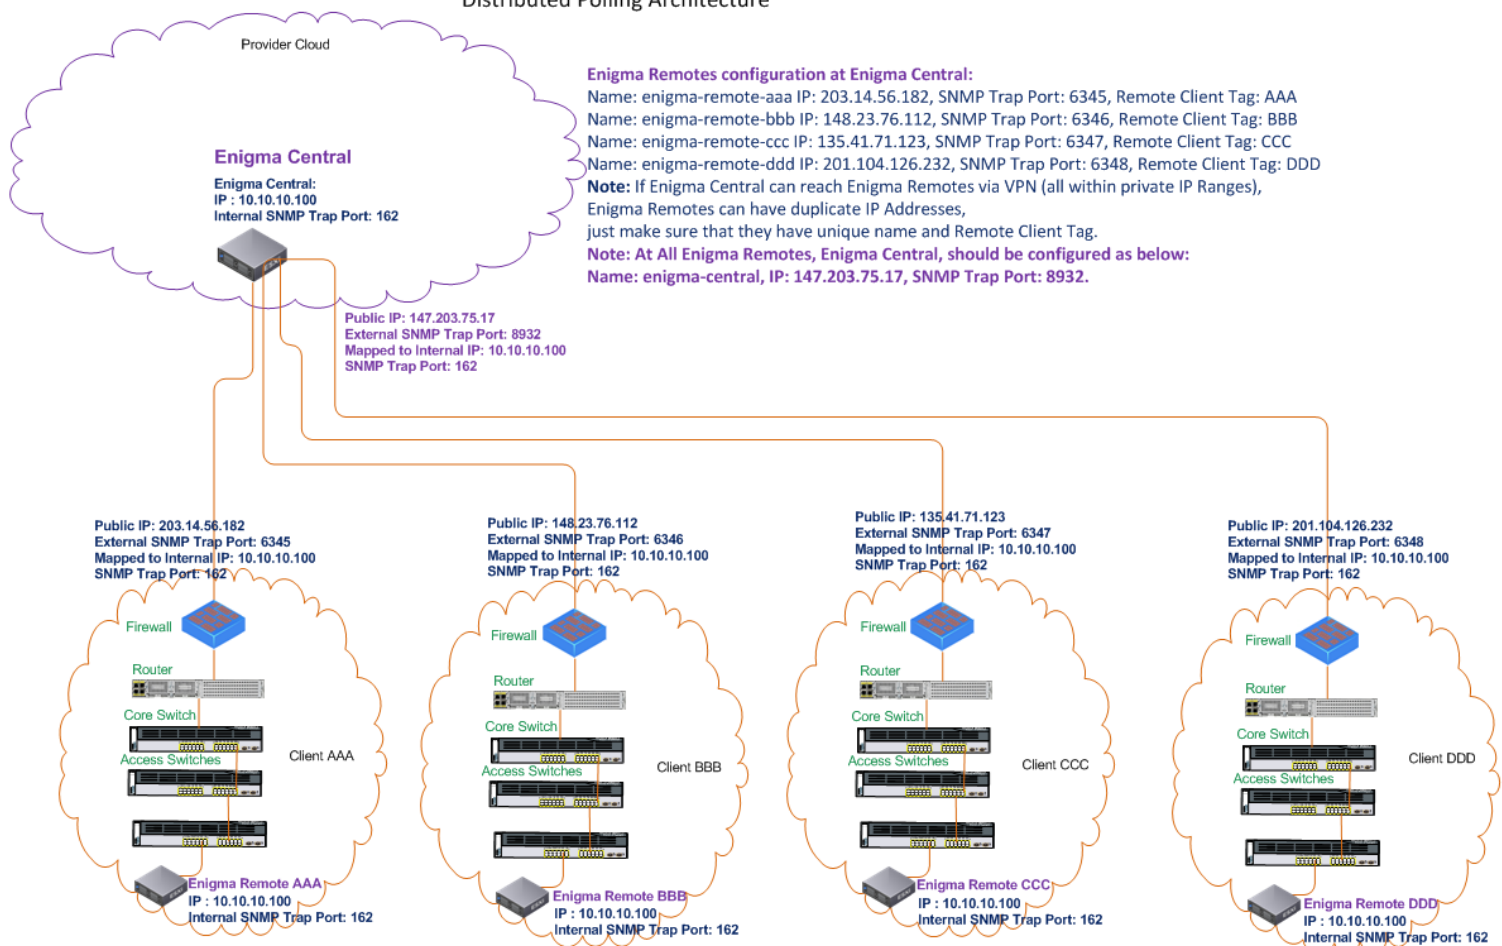 Distributed Polling Architecture
Provider Cloud
Enigma Central
Enigma Central:
IP : 10.10.10.100
Internal SNMP Trap Port: 162
Enigma Remotes configuration at Enigma Central:
Name: enigma-remote-aaa IP: 203.14.56.182, SNMP Trap Port: 6345, Remote Client Tag: AAA
Name: enigma-remote-bbb IP: 148.23.76.112, SNMP Trap Port: 6346, Remote Client Tag: BBB
Name: enigma-remote-ccc IP: 135.41.71.123, SNMP Trap Port: 6347, Remote Client Tag: CCC
Name: enigma-remote-ddd IP: 201.104.126.232, SNMP Trap Port: 6348, Remote Client Tag: DDD
Note: If Enigma Central can reach Enigma Remotes via VPN (all within private IP Ranges),
Enigma Remotes can have duplicate IP Addresses,
just make sure that they have unique name and Remote Client Tag.
Note: At All Enigma Remotes, Enigma Central, should be configured as below:
Name: enigma-central, IP: 147.203.75.17, SNMP Trap Port: 8932.
Public IP: 147.203.75.17
External SNMP Trap Port: 8932
Mapped to Internal IP: 10.10.10.100
SNMP Trap Port: 162
Public IP: 203.14.56.182
External SNMP Trap Port: 6345
Mapped to Internal IP: 10.10.10.100
SNMP Trap Port: 162
Firewall
Router
Core Switch
Access Switches
Client AAA
Enigma Remote AAA
IP : 10.10.10.100
Internal SNMP Trap Port: 162
Public IP: 148.23.76.112
External SNMP Trap Port: 6346
Mapped to Internal IP: 10.10.10.100
SNMP Trap Port: 162
Firewall
Router
Core Switch
Access Switches
Client BBB
Enigma Remote BBB
IP : 10.10.10.100
Internal SNMP Trap Port: 162
Public IP: 135.41.71.123
External SNMP Trap Port: 6347
Mapped to Internal IP: 10.10.10.100
SNMP Trap Port: 162
Firewall
Router
Core Switch
Access Switches
Client CCC
Enigma Remote CCC
IP : 10.10.10.100
Internal SNMP Trap Port: 162
Public IP: 201.104.126.232
External SNMP Trap Port: 6348
Mapped to Internal IP: 10.10.10.100
SNMP Trap Port: 162
Firewall
Router
Core Switch
Access Switches
Client DDD
Enigma Remote DDD
IP : 10.10.10.100
Internal SNMP Trap Port: 162